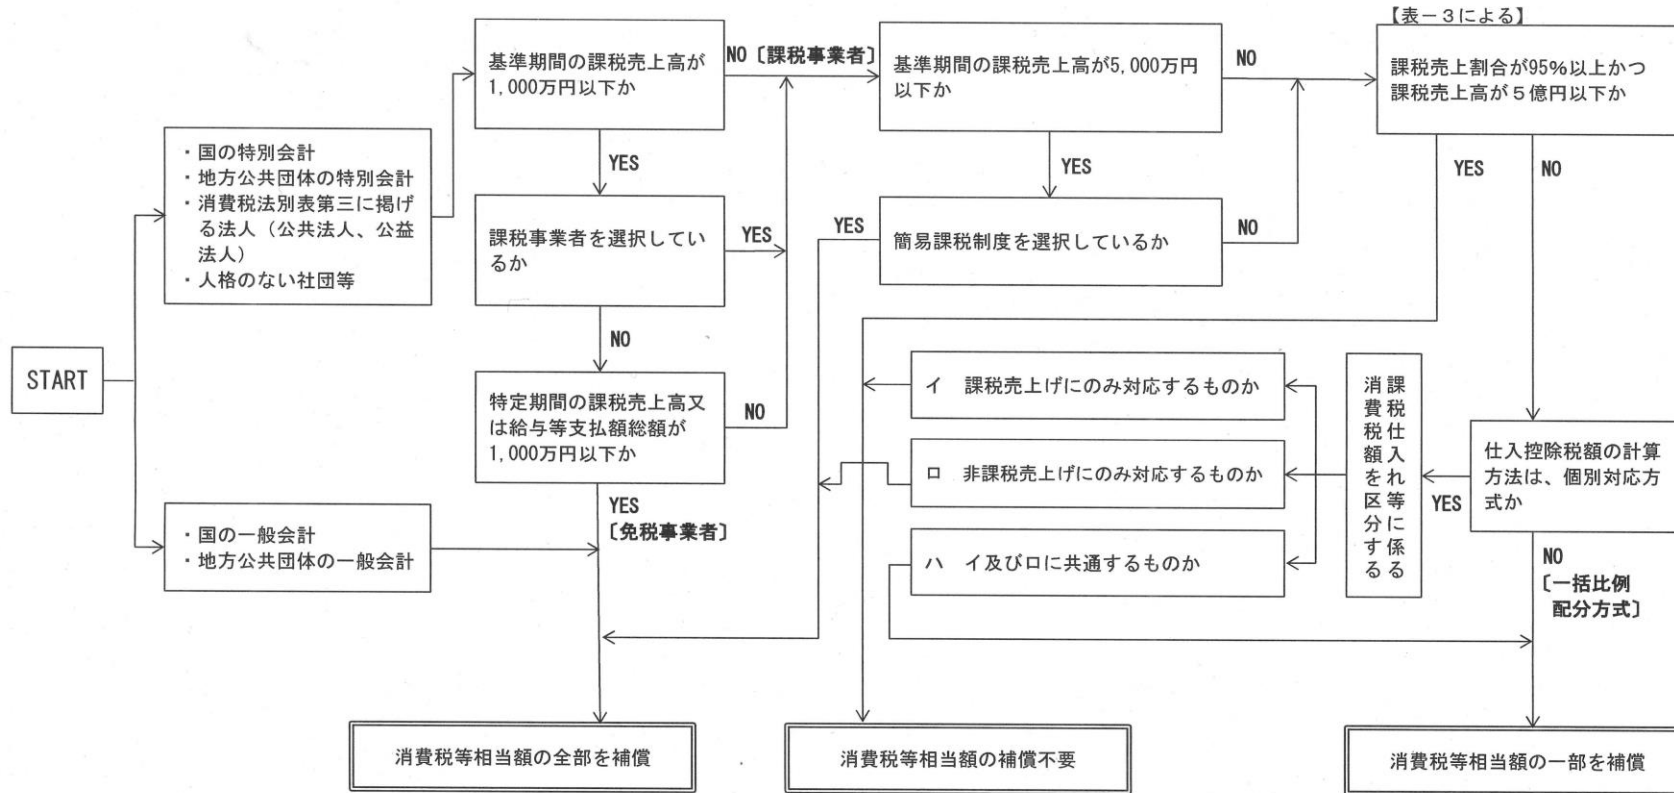 【表－３による】
基準期間の課税売上高が
1,000万円以下か
NO〔課税事業者〕
基準期間の課税売上高が5,000万円
以下か
NO
課税売上割合が95%以上かつ
課税売上高が５億円以下か
・国の特別会計
・地方公共団体の特別会計
・消費税法別表第三に掲げ
る法人（公共法人、公益
法人）
・人格のない社団等
YES
YES
YES
NO
課税事業者を選択してい
るか
YES
YES
簡易課税制度を選択しているか
NO
NO
START
特定期間の課税売上高又
は給与等支払額総額が
1,000万円以下か
NO
イ　課税売上げにのみ対応するものか
ロ　非課税売上げにのみ対応するものか
ハ　イ及びロに共通するものか
課税仕入れ等に係る
消費税額を区分する
YES
仕入控除税額の計算
方法は、個別対応方
式か
YES
〔免税事業者〕
・国の一般会計
・地方公共団体の一般会計
NO
〔一括比例
配分方式〕
消費税等相当額の全部を補償
消費税等相当額の補償不要
消費税等相当額の一部を補償